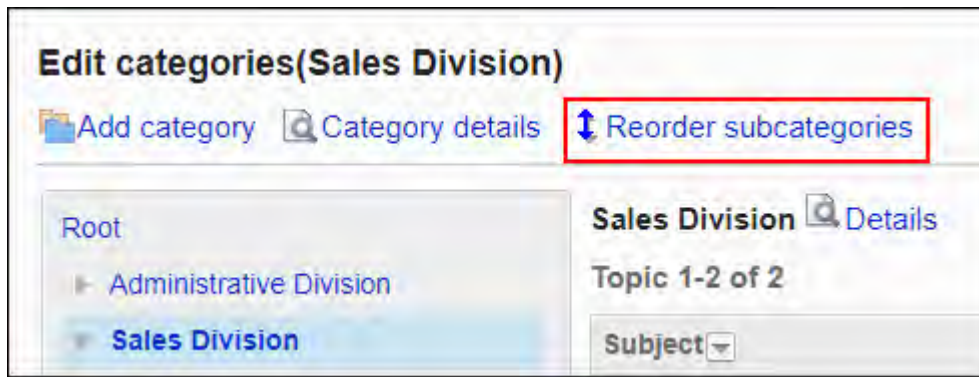 Edit categories(Sales Division)
Add category Category details Reorder subcategories
Root
Administrative Division
Sales Division
Sales Division Details
Topic 1-2 of 2
Subject